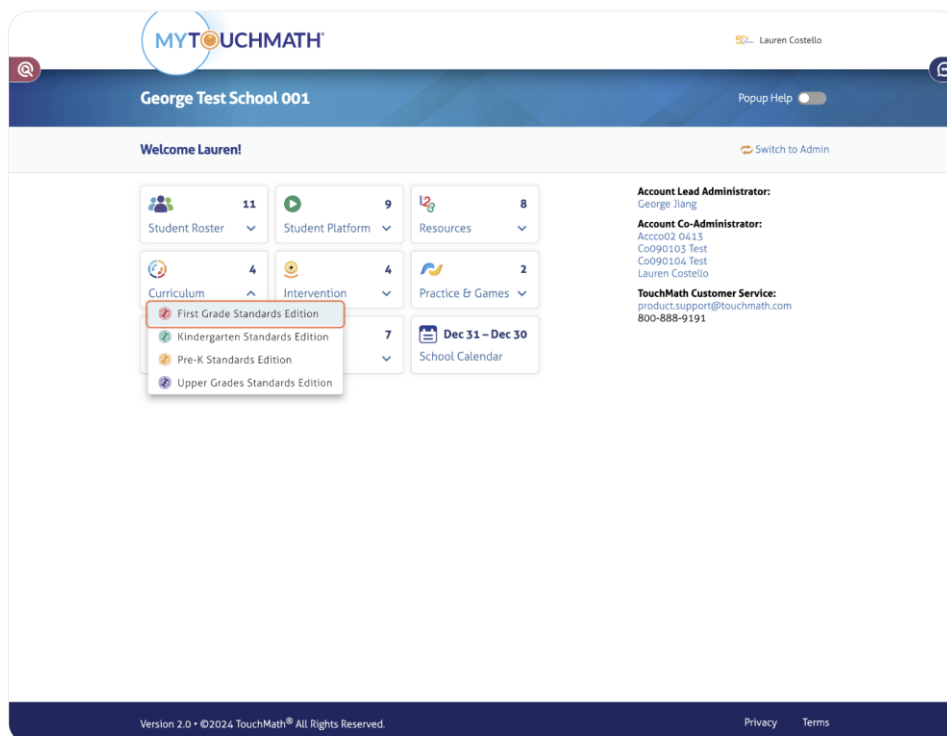 MYTOUCHMATH®
Lauren Costello
George Test School 001
Popup Help
Welcome Lauren!
Switch to Admin
11
Student Roster
9
Student Platform
8
Resources
4
Curriculum
4
Intervention
2
Practice & Games
First Grade Standards Edition
Kindergarten Standards Edition
Pre-K Standards Edition
Upper Grades Standards Edition
7
Dec 31 – Dec 30
School Calendar
Account Lead Administrator:
George Jiang
Account Co-Administrator:
Accco02 0413
Co090103 Test
Co090104 Test
Lauren Costello
TouchMath Customer Service:
product.support@touchmath.com
800-888-9191
Version 2.0 • ©2024 TouchMath® All Rights Reserved.
Privacy
Terms